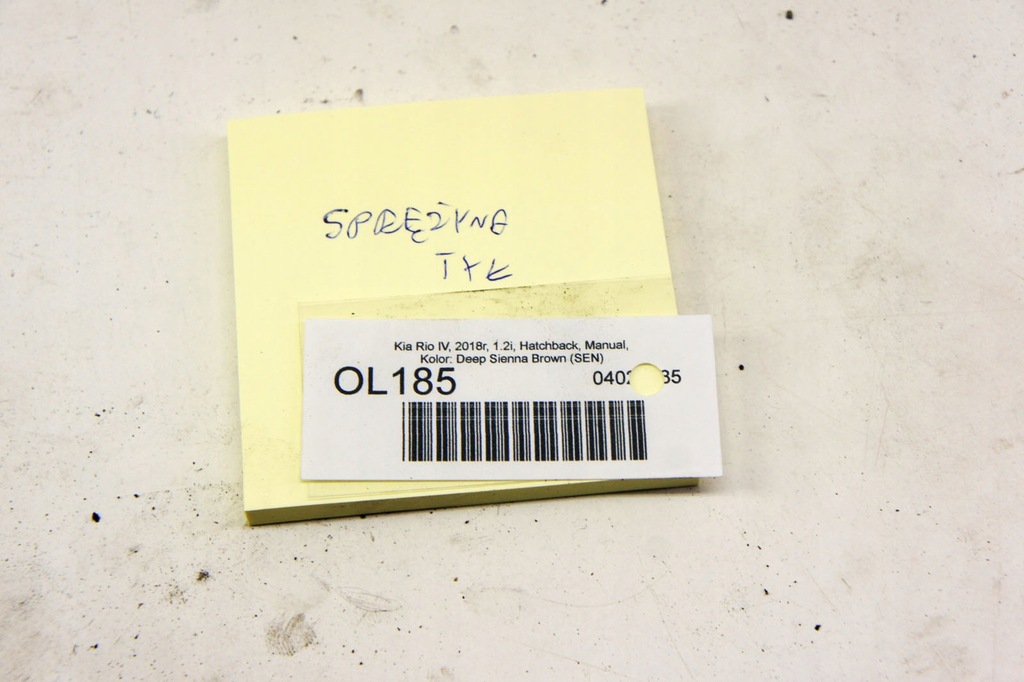 SPRĘŻYNA
TYŁ
Kia Rio IV, 2018r, 1.2i, Hatchback, Manual,
Kolor: Deep Sienna Brown (SEN)
OL185